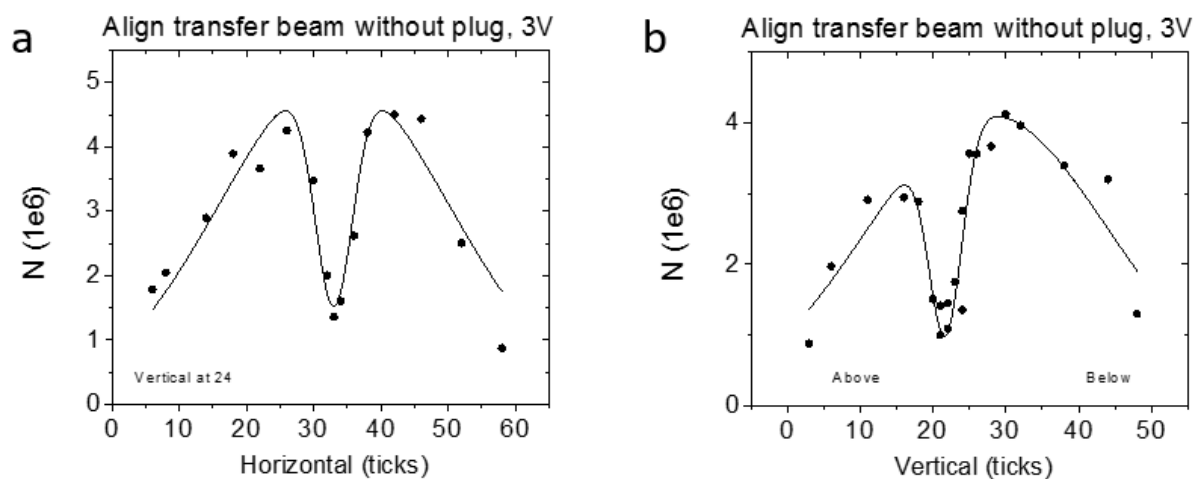 a
Align transfer beam without plug, 3V
N (1e6)
5
4
3
2
1
0
Vertical at 24
0 10 20 30 40 50 60
Horizontal (ticks)
b
Align transfer beam without plug, 3V
N (1e6)
4
2
0
Above
Below
0 10 20 30 40 50
Vertical (ticks)